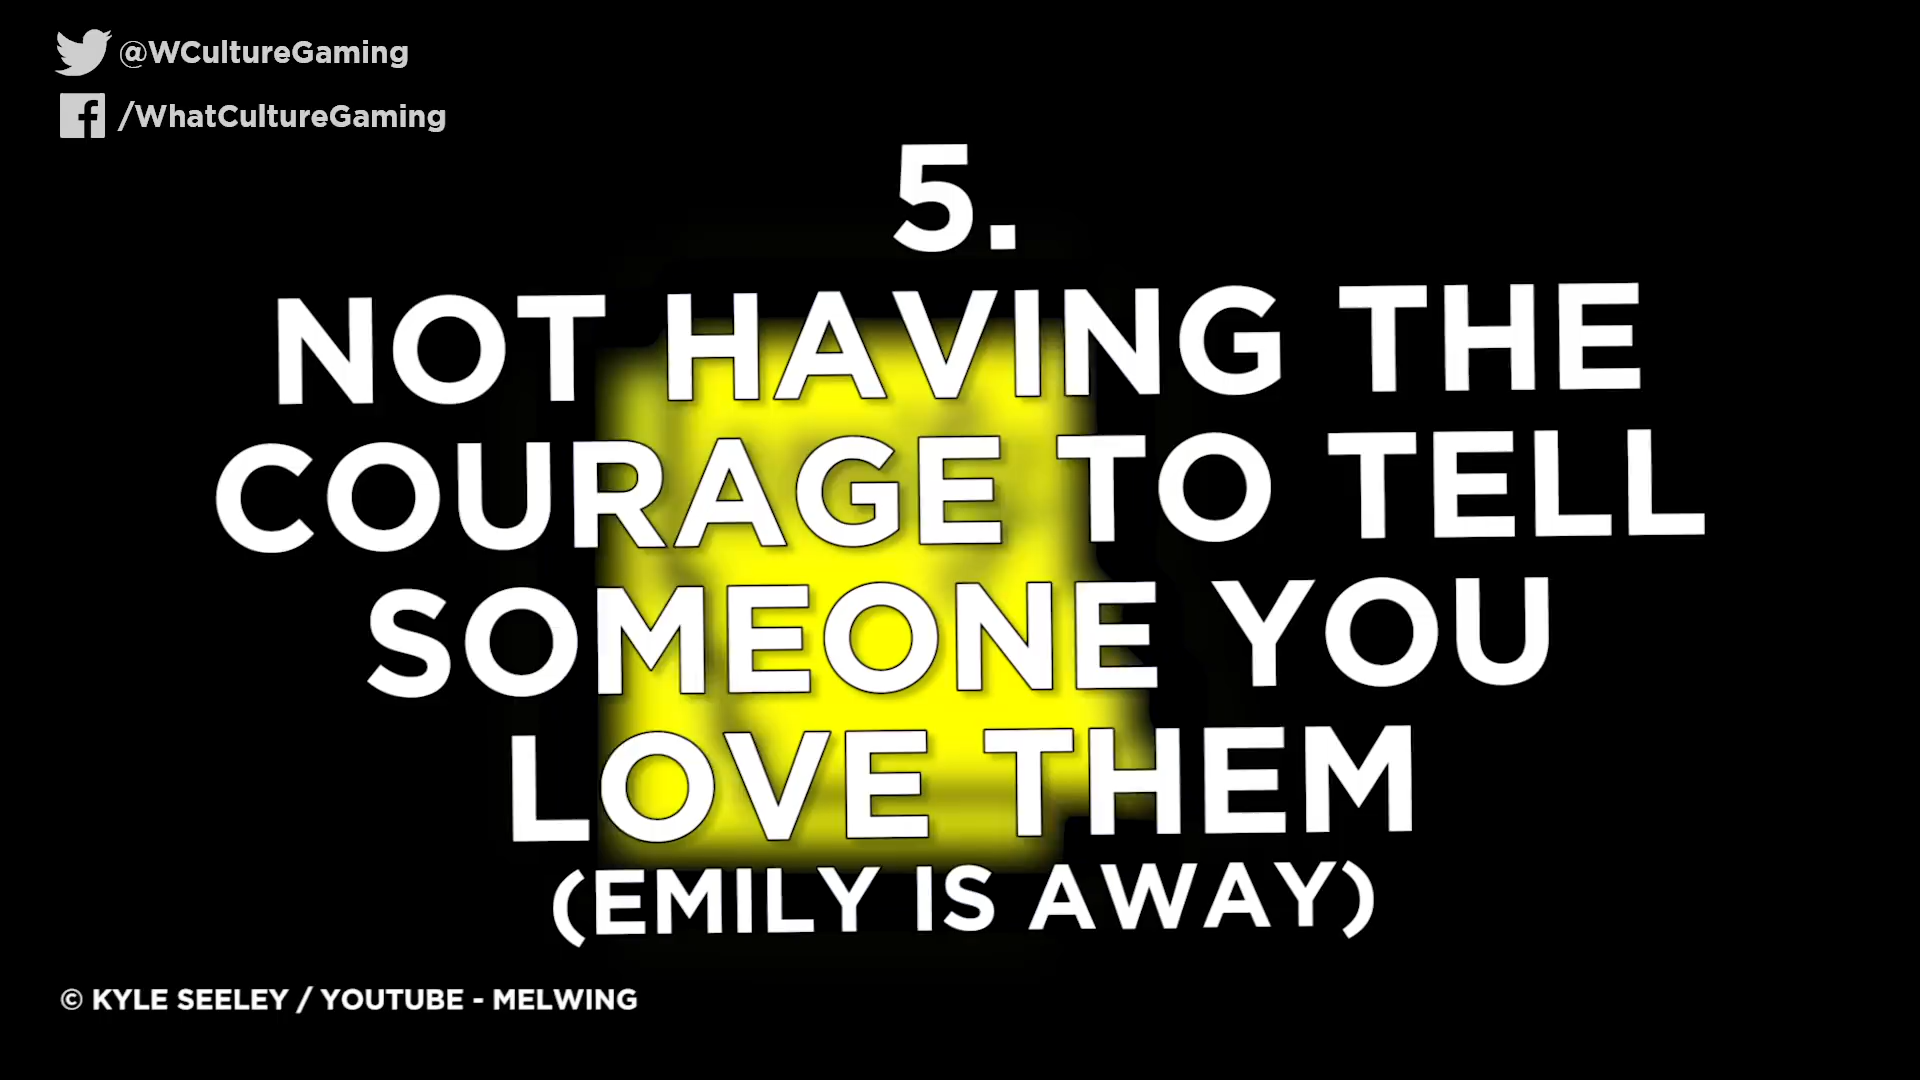 @WCultureGaming
/WhatCultureGaming
5.
NOT HAVING THE
COURAGE TO TELL
SOMEONE YOU
LOVE THEM
(EMILY IS AWAY)
© KYLE SEELEY / YOUTUBE - MELWING